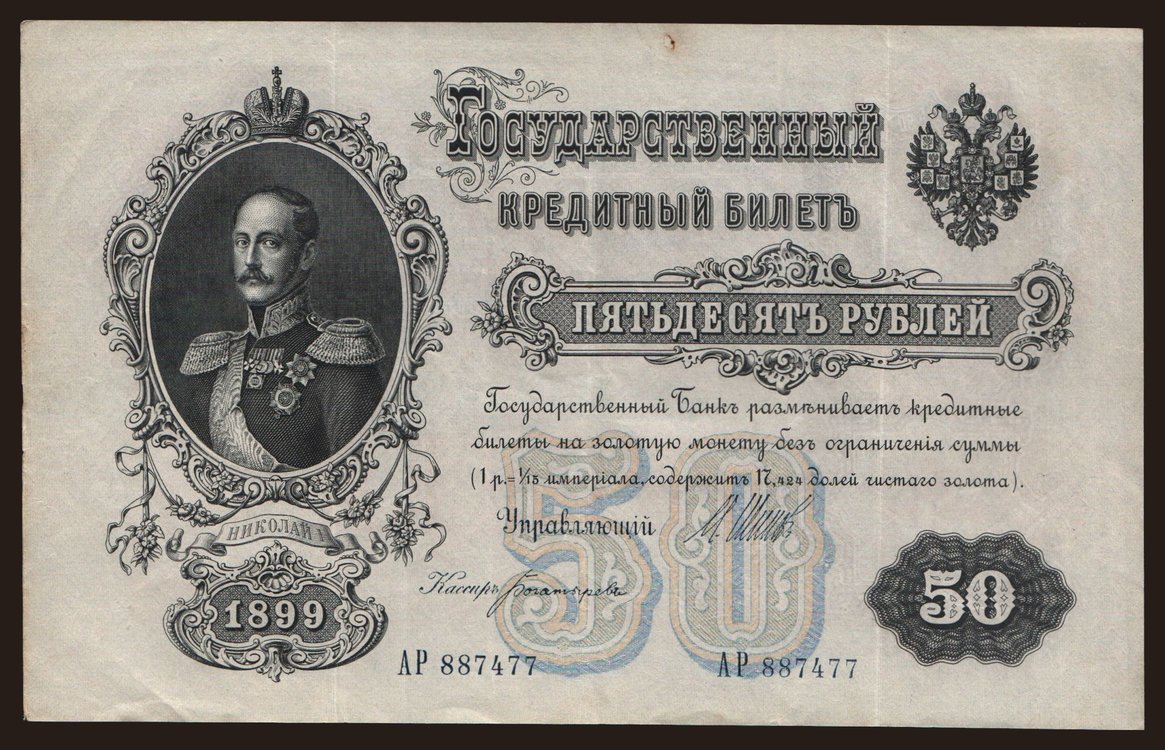 Государственный
кредитный билетъ
ПЯТЬДЕСЯТЪ РУБЛЕЙ
Государственный Банкъ размѣниваетъ кредитные
билеты на золотую монету безъ ограниченія суммы
(1 р.= 1/15 имперіала, содержитъ 17,424 долей чистаго золота).
50
Управляющій
Кассиръ Богатыревъ
НИКОЛАЙ I
1899
50
АР 887477
АР 887477